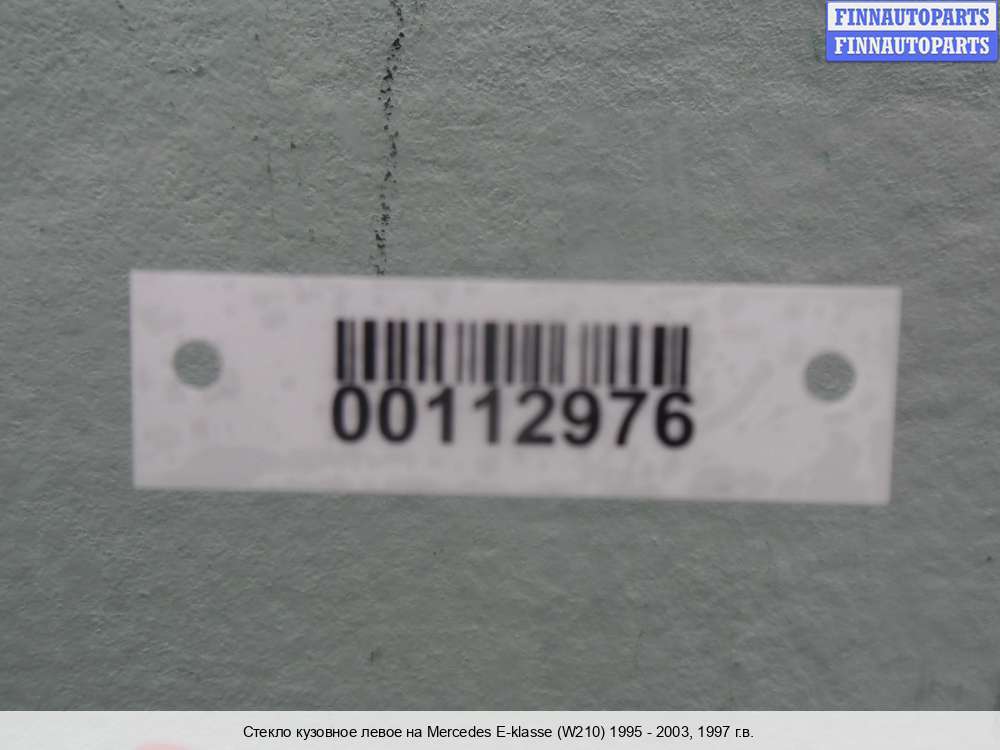 FINNAUTOPARTS
FINNAUTOPARTS
00112976
Стекло кузовное левое на Mercedes E-klasse (W210) 1995 - 2003, 1997 г.в.